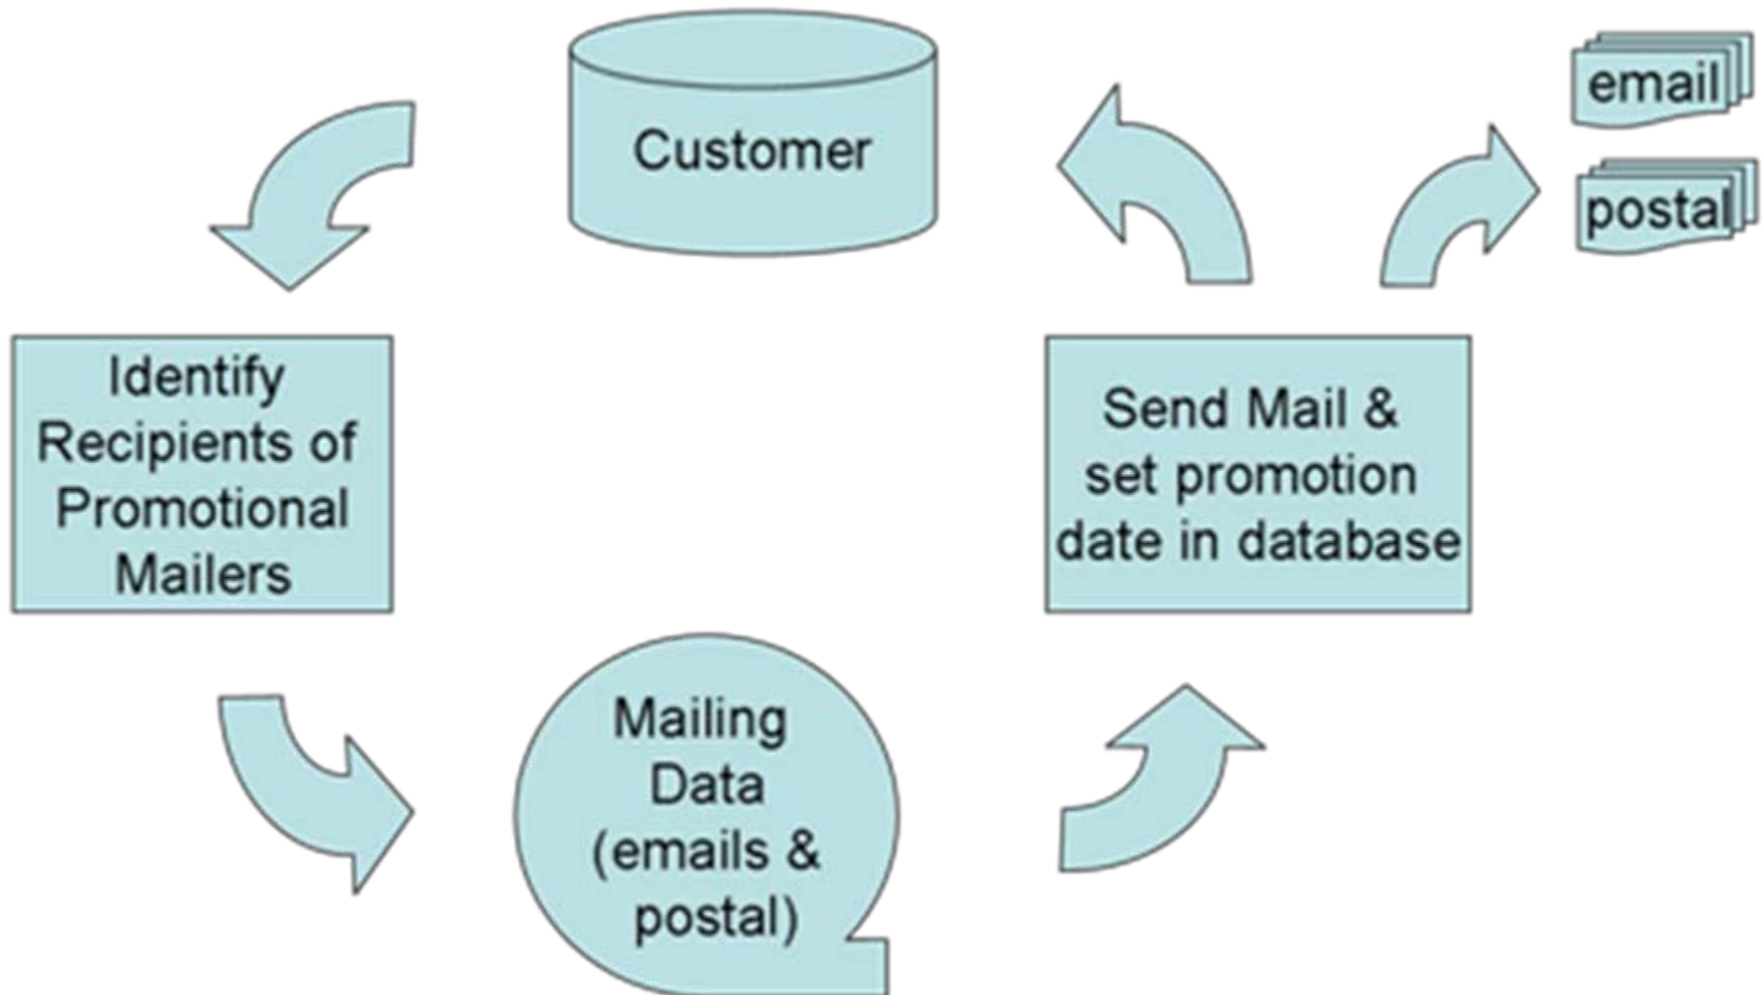 Customer
email
postal
Identify
Recipients of
Promotional
Mailers
Send Mail &
set promotion
date in database
Mailing
Data
(emails &
postal)